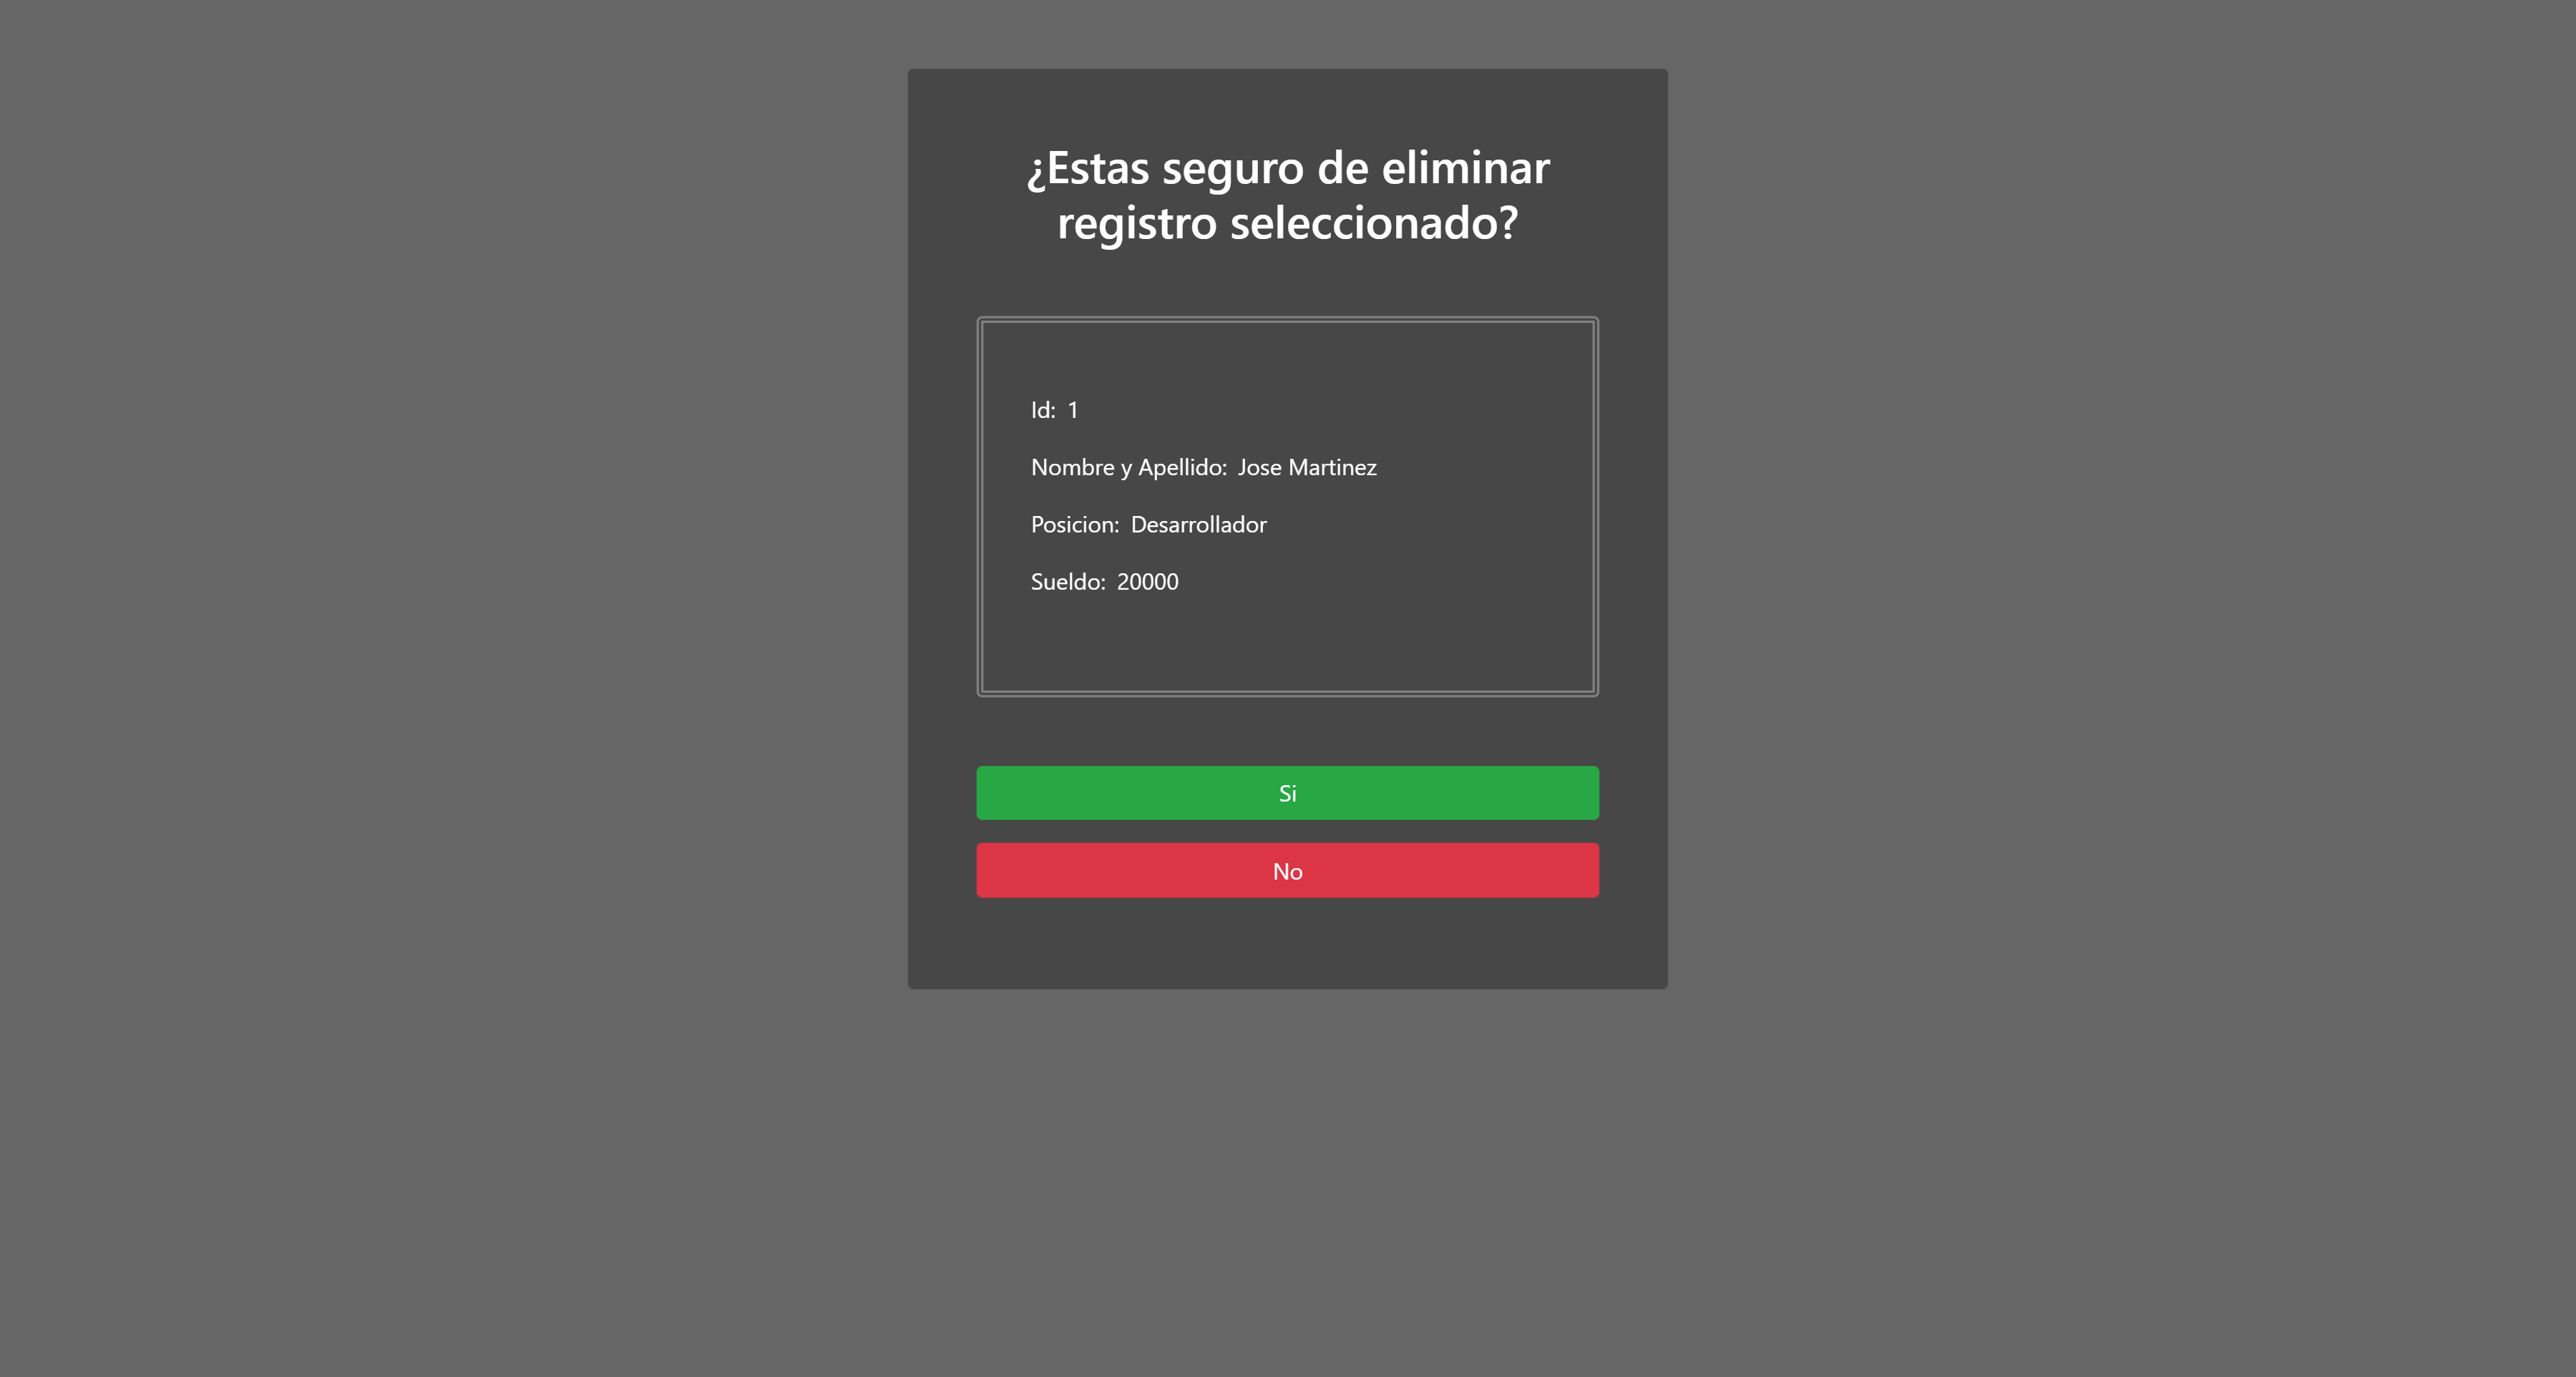 ¿Estas seguro de eliminar
registro seleccionado?
Id: 1
Nombre y Apellido: Jose Martinez
Posicion: Desarrollador
Sueldo: 20000
Si
No